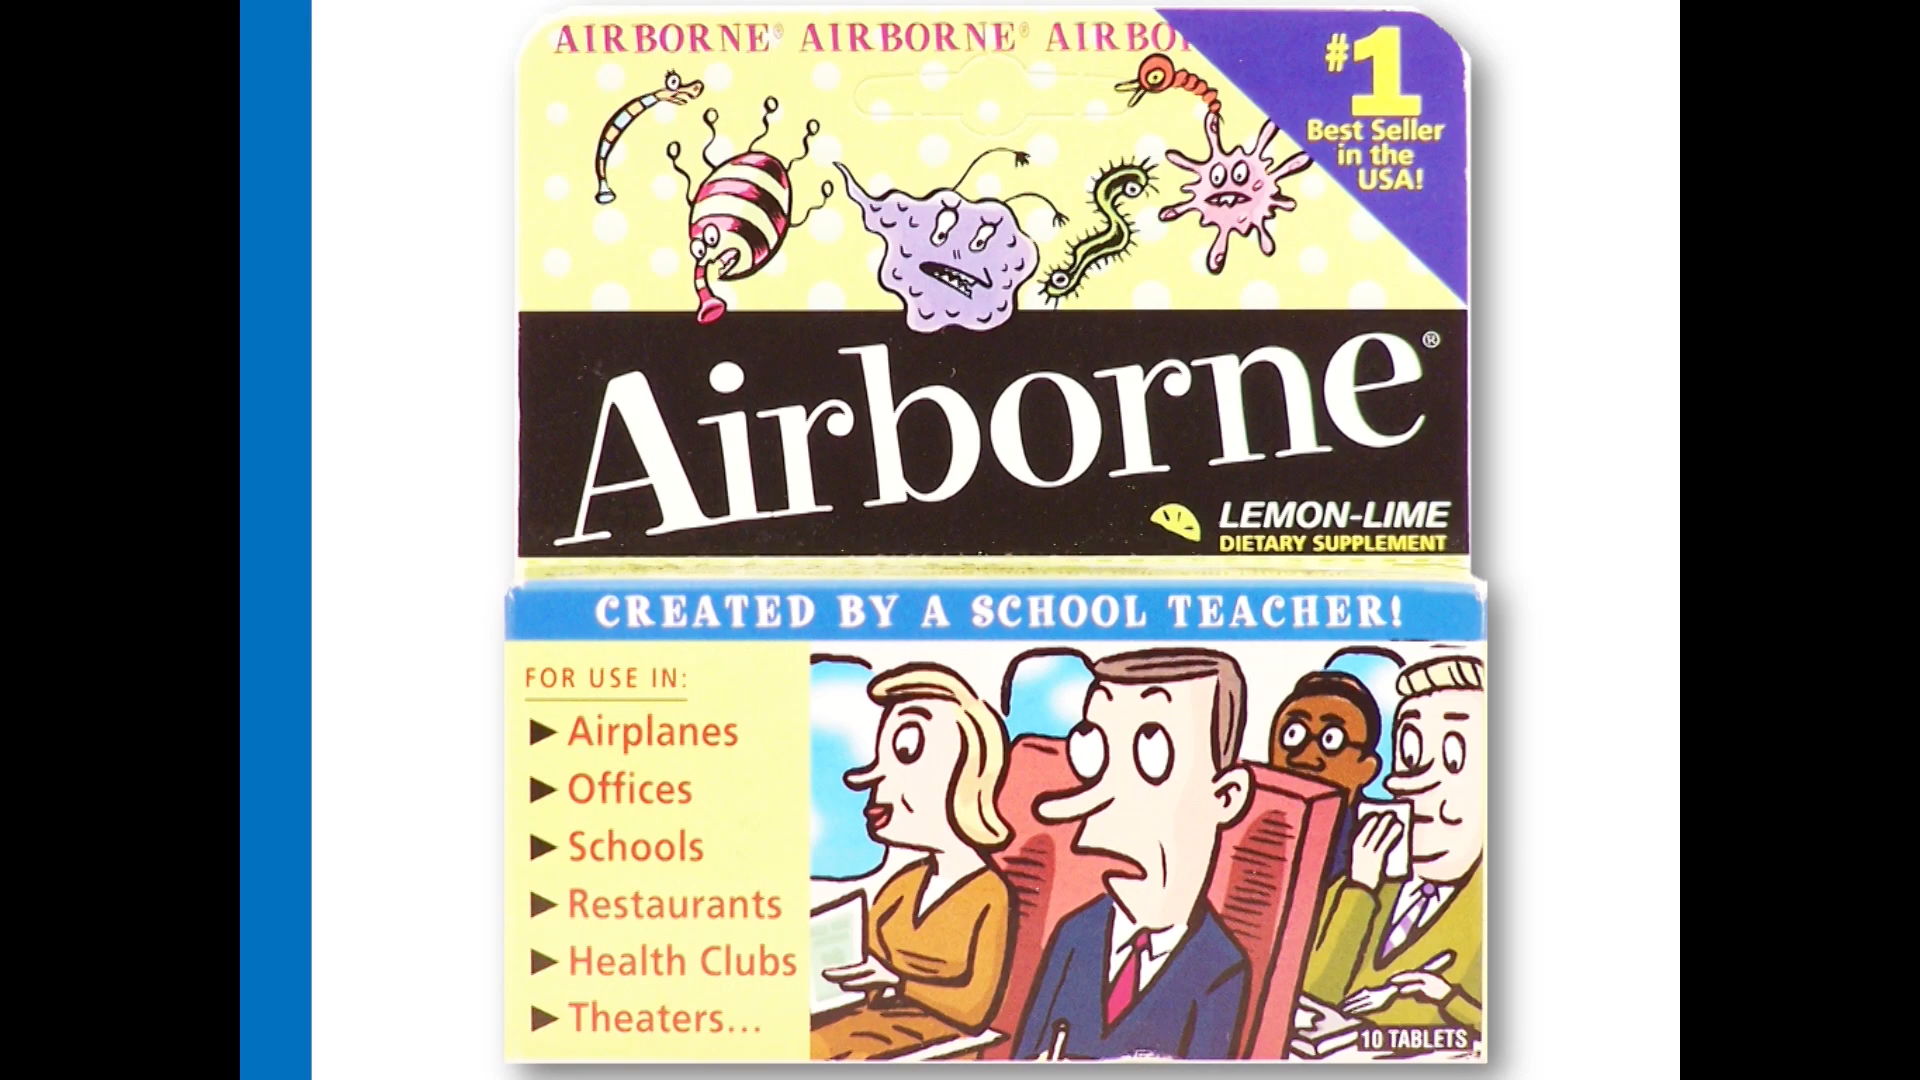 AIRBORNE® AIRBORNE® AIRBO
#1
Best Seller
in the
USA!
Airborne®
LEMON-LIME
DIETARY SUPPLEMENT
CREATED BY A SCHOOL TEACHER!
FOR USE IN:
► Airplanes
► Offices
► Schools
► Restaurants
► Health Clubs
► Theaters...
10 TABLETS